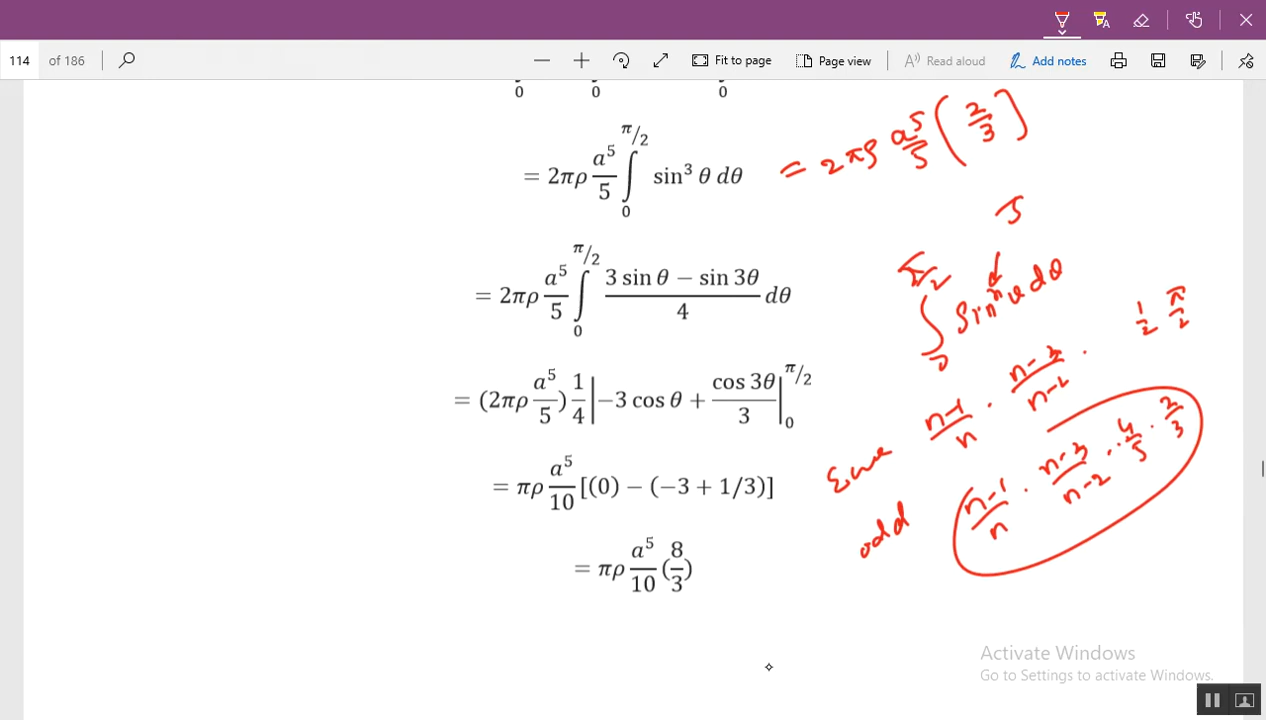 114 of 186 Fit to page Page view Read aloud Add notes
0 0 0
= 2πρ a⁵/5 ∫₀^{π/2} sin³ θ dθ = 2πρ a⁵/5 (2/3)
5
= 2πρ a⁵/5 ∫₀^{π/2} (3 sin θ − sin 3θ)/4 dθ
∫₀^{π/2} sinⁿ θ dθ
= (2πρ a⁵/5) 1/4 |−3 cos θ + cos 3θ/3|₀^{π/2}
n-1/n · n-3/n-2 · 1/2 π/2
= πρ a⁵/10 [(0) − (−3 + 1/3)]
odd n-1/n · n-3/n-2 ·· 4/5 · 2/3
= πρ a⁵/10 (8/3)
Activate Windows
Go to Settings to activate Windows.